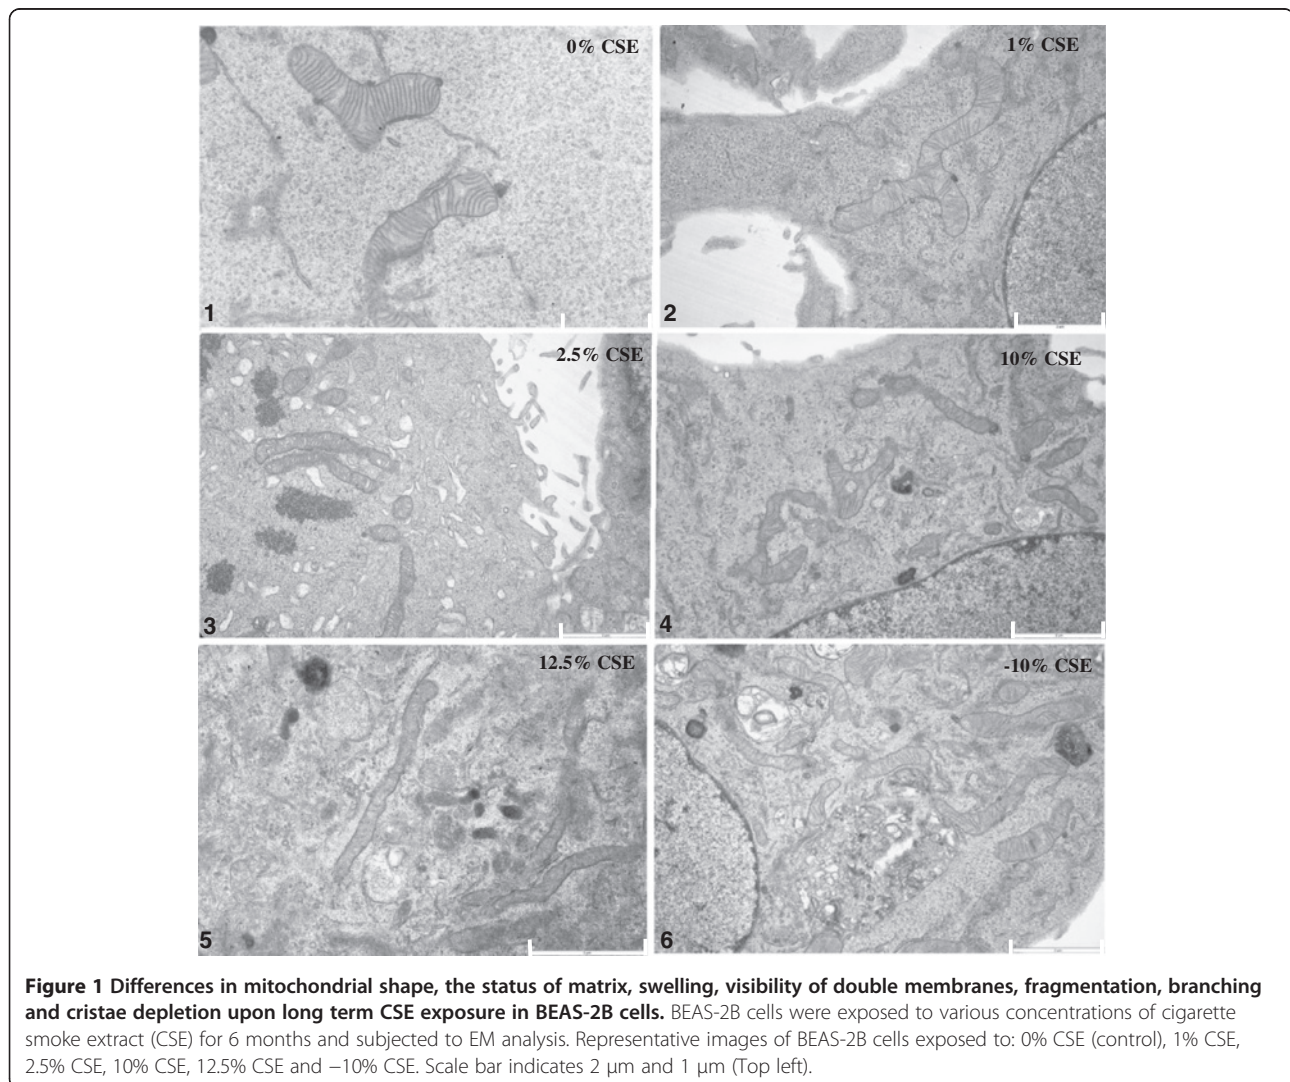 0% CSE
1
1% CSE
2
2.5% CSE
3
10% CSE
4
12.5% CSE
5
-10% CSE
6
Figure 1 Differences in mitochondrial shape, the status of matrix, swelling, visibility of double membranes, fragmentation, branching
and cristae depletion upon long term CSE exposure in BEAS-2B cells. BEAS-2B cells were exposed to various concentrations of cigarette
smoke extract (CSE) for 6 months and subjected to EM analysis. Representative images of BEAS-2B cells exposed to: 0% CSE (control), 1% CSE,
2.5% CSE, 10% CSE, 12.5% CSE and −10% CSE. Scale bar indicates 2 μm and 1 μm (Top left).